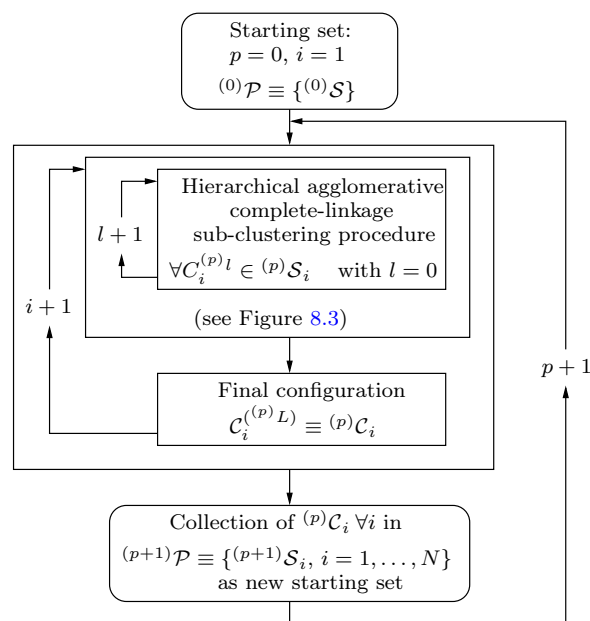 Starting set:
p = 0, i = 1
⁽⁰⁾𝒫 ≡ {⁽⁰⁾𝒮}
Hierarchical agglomerative
complete-linkage
sub-clustering procedure
∀C_i^{(p) l} ∈ ^{(p)}𝒮_i with l = 0
l + 1
i + 1
(see Figure 8.3)
p + 1
Final configuration
𝒞_i^{(^{(p)}L)} ≡ ^{(p)}𝒞_i
Collection of ^{(p)}𝒞_i ∀i in
^{(p+1)}𝒫 ≡ {^{(p+1)}𝒮_i, i = 1, . . . , N}
as new starting set